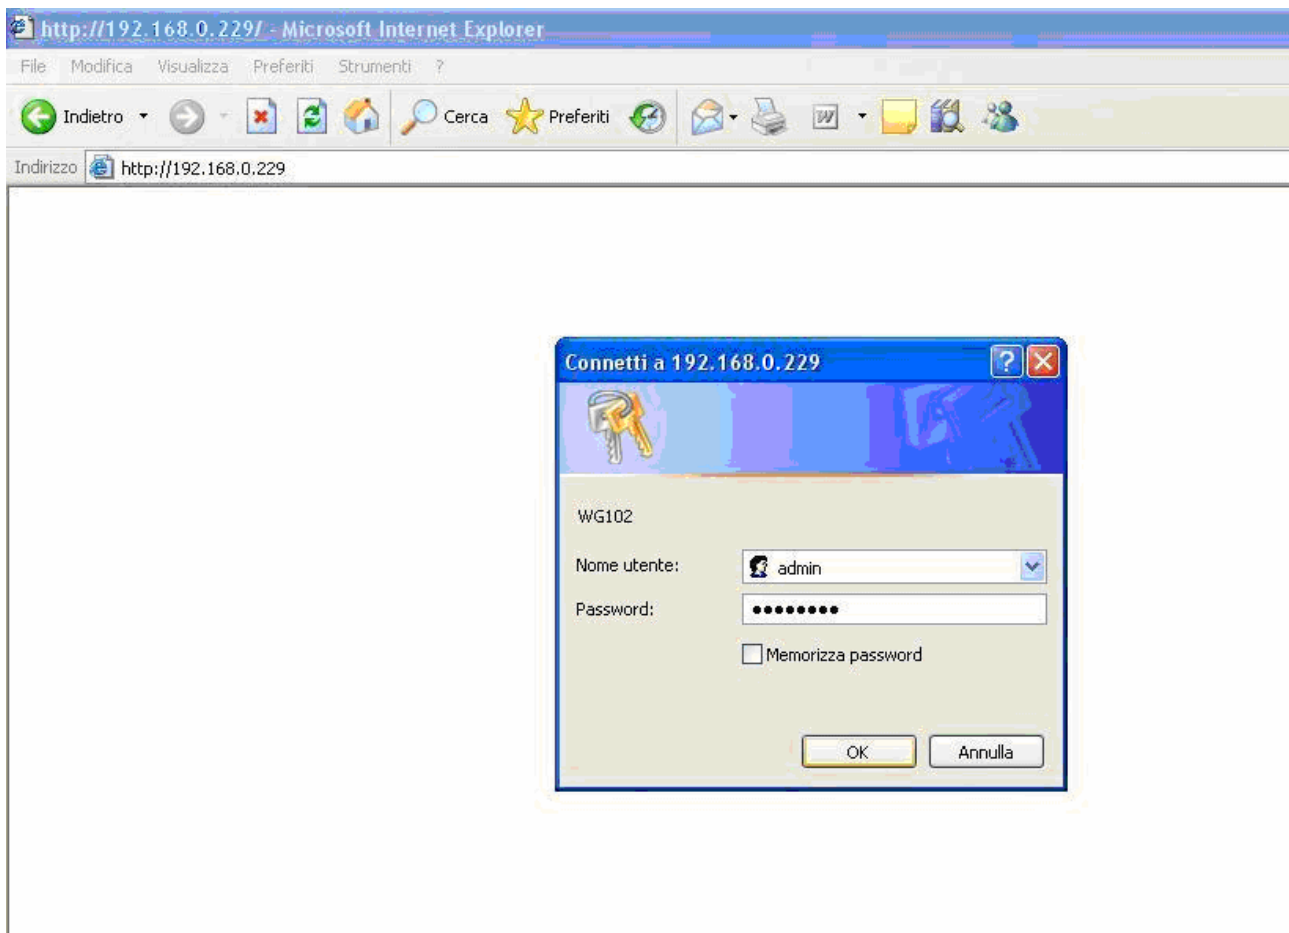 http://192.168.0.229/ - Microsoft Internet Explorer
File Modifica Visualizza Preferiti Strumenti ?
Indietro Cerca Preferiti
Indirizzo http://192.168.0.229
Connetti a 192.168.0.229
WG102
Nome utente: admin
Password: ●●●●●●●●
Memorizza password
OK Annulla